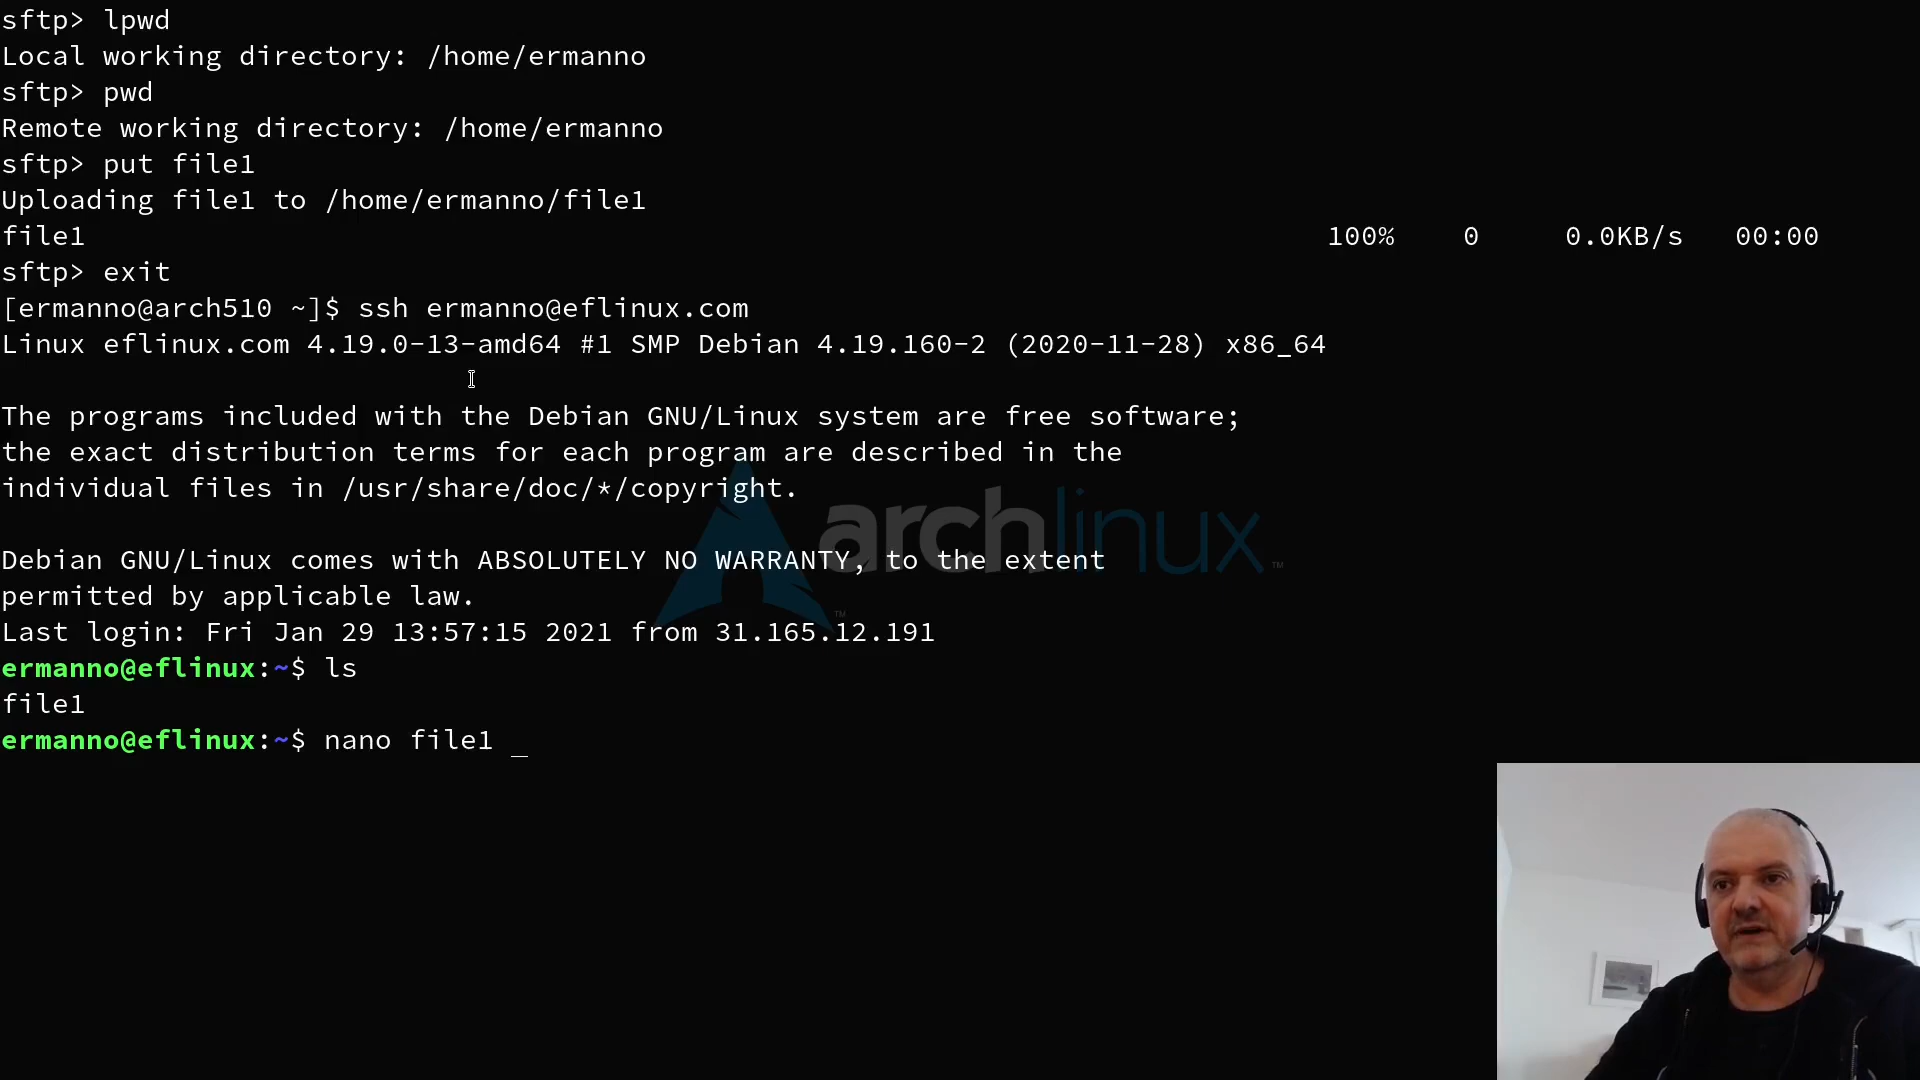 sftp> lpwd
Local working directory: /home/ermanno
sftp> pwd
Remote working directory: /home/ermanno
sftp> put file1
Uploading file1 to /home/ermanno/file1
file1 100% 0 0.0KB/s 00:00
sftp> exit
[ermanno@arch510 ~]$ ssh ermanno@eflinux.com
Linux eflinux.com 4.19.0-13-amd64 #1 SMP Debian 4.19.160-2 (2020-11-28) x86_64
The programs included with the Debian GNU/Linux system are free software;
the exact distribution terms for each program are described in the
individual files in /usr/share/doc/*/copyright.
archlinux™
Debian GNU/Linux comes with ABSOLUTELY NO WARRANTY, to the extent
permitted by applicable law.
™
Last login: Fri Jan 29 13:57:15 2021 from 31.165.12.191
ermanno@eflinux:~$ ls
file1
ermanno@eflinux:~$ nano file1 _